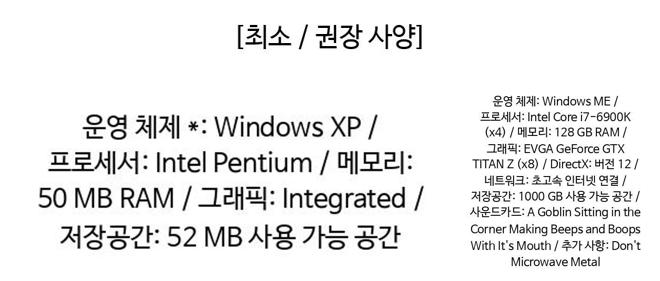 [최소 / 권장 사양]
운영 체제 *: Windows XP /
프로세서: Intel Pentium / 메모리:
50 MB RAM / 그래픽: Integrated /
저장공간: 52 MB 사용 가능 공간
운영 체제: Windows ME /
프로세서: Intel Core i7-6900K
(x4) / 메모리: 128 GB RAM /
그래픽: EVGA GeForce GTX
TITAN Z (x8) / DirectX: 버전 12 /
네트워크: 초고속 인터넷 연결 /
저장공간: 1000 GB 사용 가능 공간 /
사운드카드: A Goblin Sitting in the
Corner Making Beeps and Boops
With It's Mouth / 추가 사항: Don't
Microwave Metal